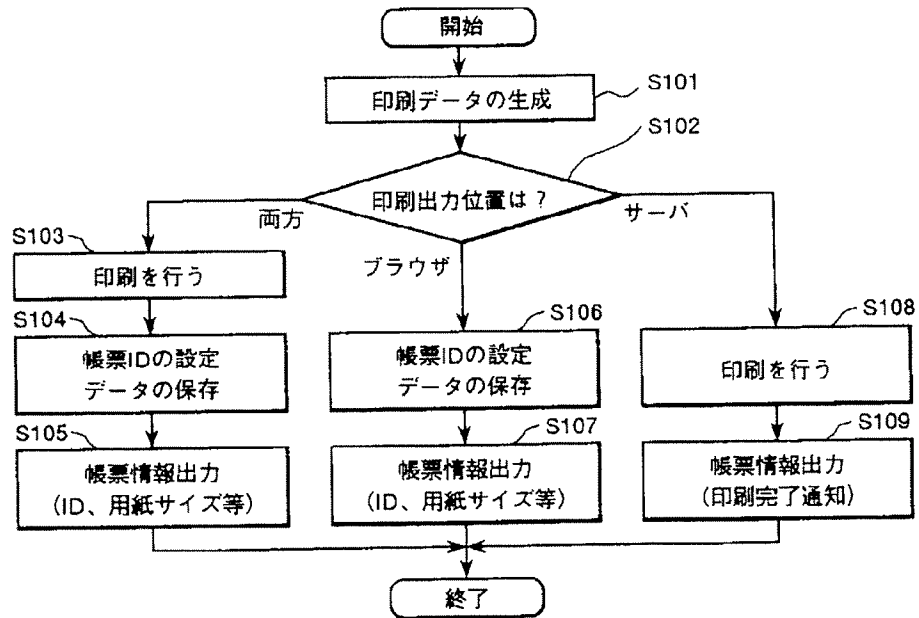 開始
印刷データの生成
S101
S102
印刷出力位置は?
両方
サーバ
ブラウザ
S103
印刷を行う
S104
帳票IDの設定
データの保存
S105
帳票情報出力
(ID、用紙サイズ等)
S106
帳票IDの設定
データの保存
S107
帳票情報出力
(ID、用紙サイズ等)
S108
印刷を行う
S109
帳票情報出力
(印刷完了通知)
終了